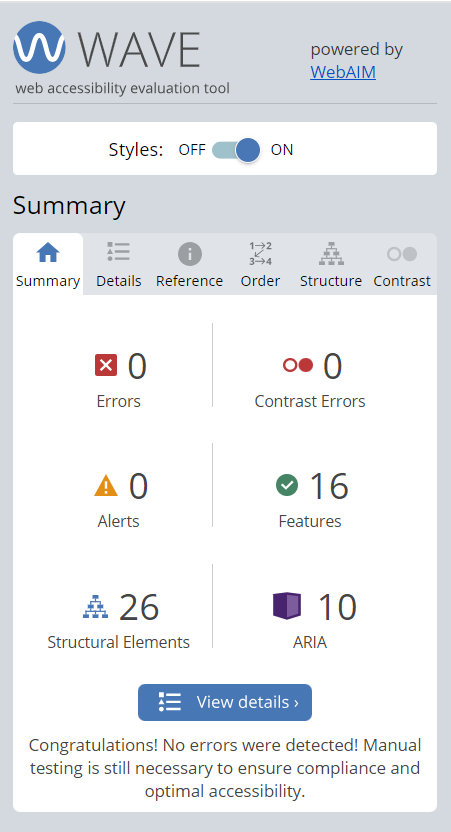 WAVE
web accessibility evaluation tool
powered by
WebAIM
Styles: OFF ON
Summary
Summary Details Reference Order Structure Contrast
1→2
3→4
0
Errors
0
Contrast Errors
0
Alerts
16
Features
26
Structural Elements
10
ARIA
View details ›
Congratulations! No errors were detected! Manual
testing is still necessary to ensure compliance and
optimal accessibility.